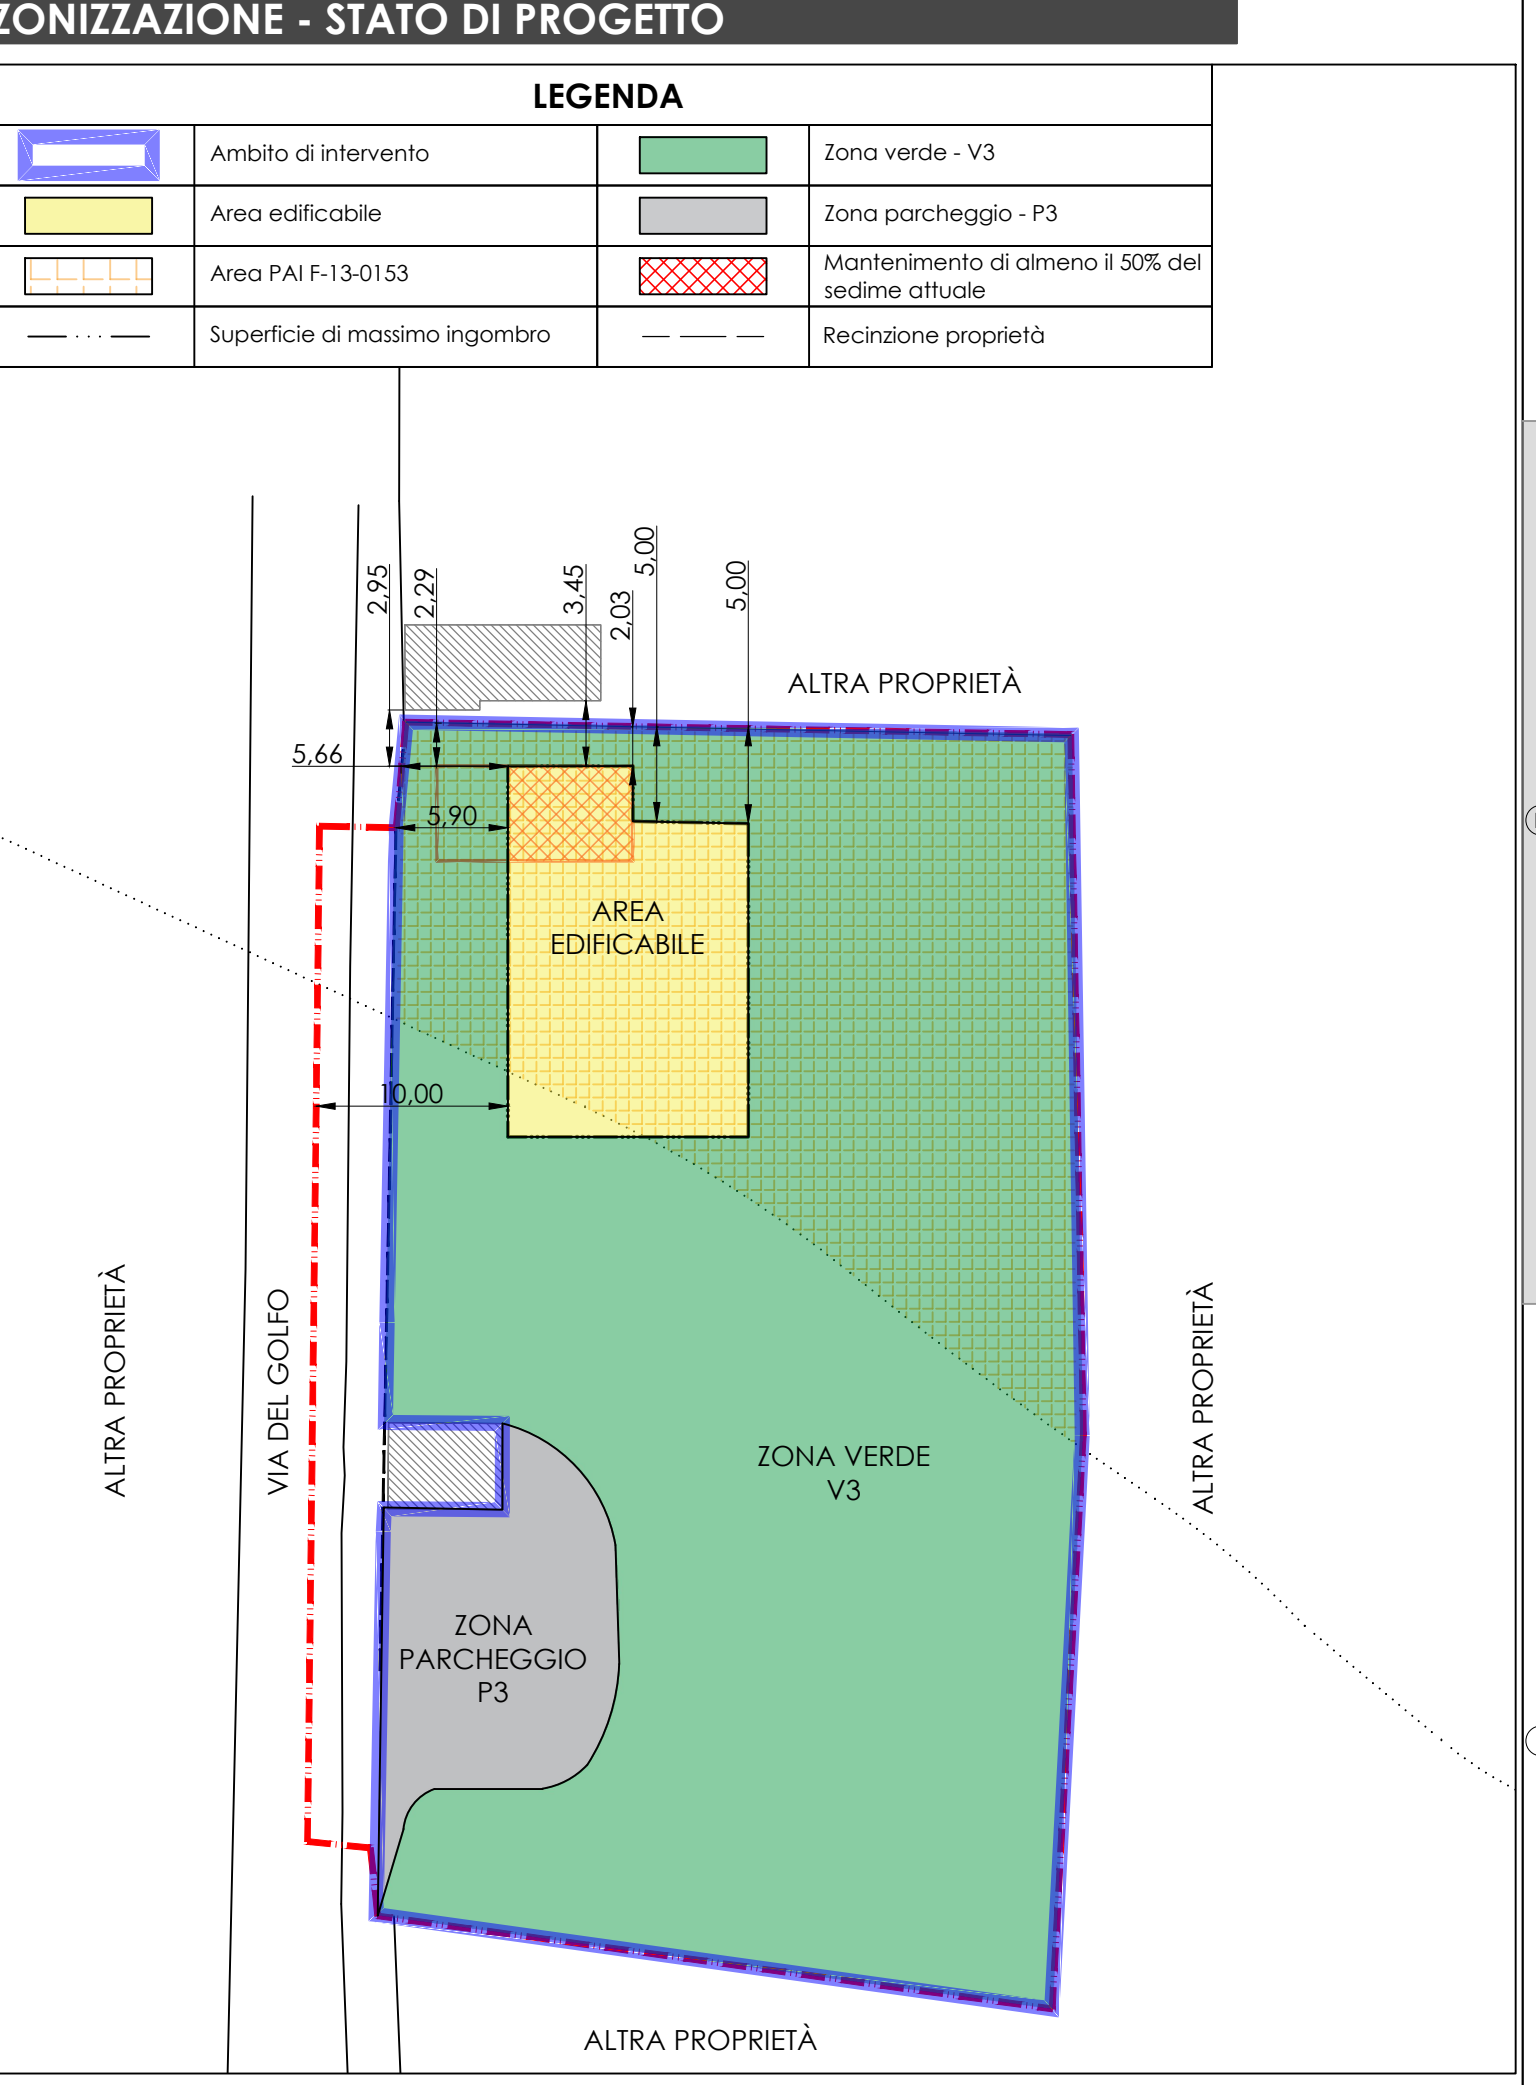 ZONIZZAZIONE - STATO DI PROGETTO
LEGENDA
Ambito di intervento
Zona verde - V3
Area edificabile
Zona parcheggio - P3
Area PAI F-13-0153
Mantenimento di almeno il 50% del
sedime attuale
Superficie di massimo ingombro
Recinzione proprietà
2,95
2,29
3,45
2,03
5,00
5,00
ALTRA PROPRIETÀ
5,66
5,90
AREA
EDIFICABILE
10,00
ALTRA PROPRIETÀ
VIA DEL GOLFO
ZONA VERDE
V3
ALTRA PROPRIETÀ
ZONA
PARCHEGGIO
P3
ALTRA PROPRIETÀ